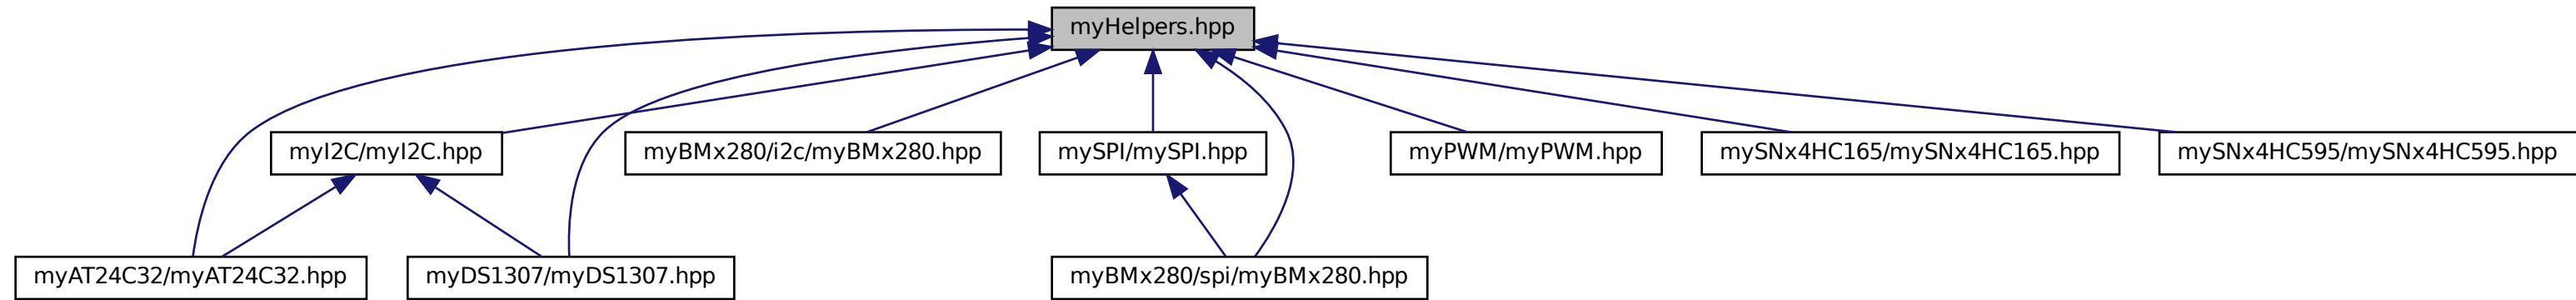 myHelpers.hpp
myI2C/myI2C.hpp
myBMx280/i2c/myBMx280.hpp
mySPI/mySPI.hpp
myPWM/myPWM.hpp
mySNx4HC165/mySNx4HC165.hpp
mySNx4HC595/mySNx4HC595.hpp
myAT24C32/myAT24C32.hpp
myDS1307/myDS1307.hpp
myBMx280/spi/myBMx280.hpp